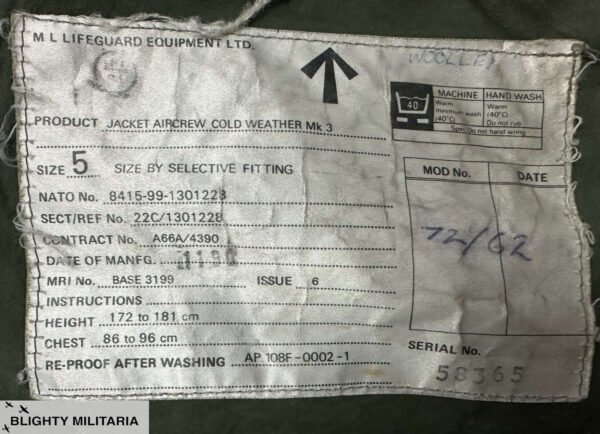 M L LIFEGUARD EQUIPMENT LTD.
WOOLLEY
40
MACHINE
HAND WASH
Warm
minimum wash
(40°C)
Warm
(40°C)
Do not rub
Spin: Do not hand wring
PRODUCT JACKET AIRCREW COLD WEATHER Mk 3
SIZE 5 SIZE BY SELECTIVE FITTING
NATO No. 8415-99-1301228
SECT/REF No. 22C/1301228
CONTRACT No. A66A/4390
DATE OF MANFG.
MRI No. BASE 3199 ISSUE 6
INSTRUCTIONS
HEIGHT 172 to 181 cm
CHEST 86 to 96 cm
RE-PROOF AFTER WASHING AP 108F-0002-1
MOD No. DATE
72/62
SERIAL No.
58365
BLIGHTY MILITARIA